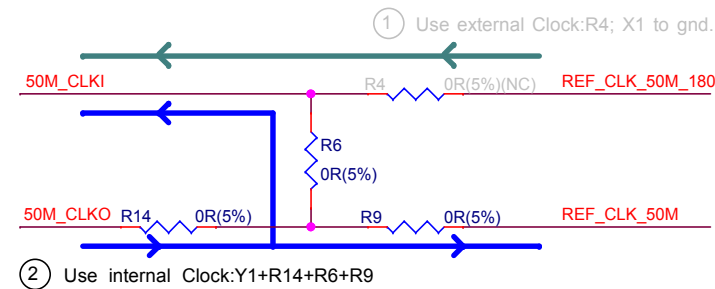 1 Use external Clock:R4; X1 to gnd.
50M_CLKI R4 0R(5%)(NC) REF_CLK_50M_180
R6
0R(5%)
50M_CLKO R14 0R(5%) R9 0R(5%) REF_CLK_50M
2 Use internal Clock:Y1+R14+R6+R9